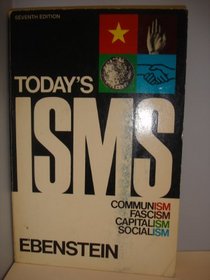 SEVENTH EDITION
TODAY'S
ISMS
COMMUNISM
FASCISM
CAPITALISM
SOCIALISM
EBENSTEIN